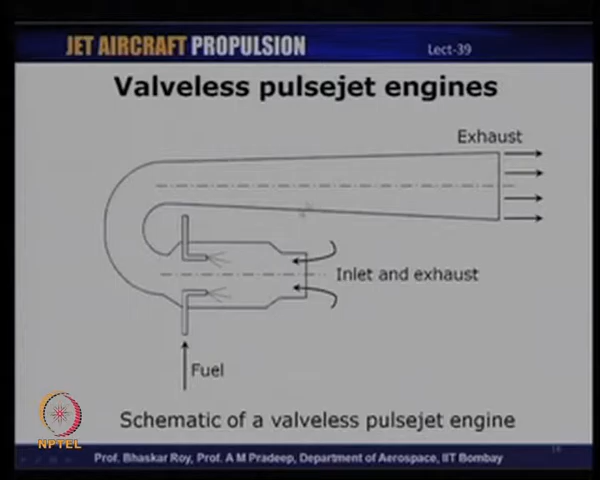 JET AIRCRAFT PROPULSION
Lect-39
Valveless pulsejet engines
Exhaust
Inlet and exhaust
Fuel
Schematic of a valveless pulsejet engine
NPTEL
Prof. Bhaskar Roy, Prof. A M Pradeep, Department of Aerospace, IIT Bombay